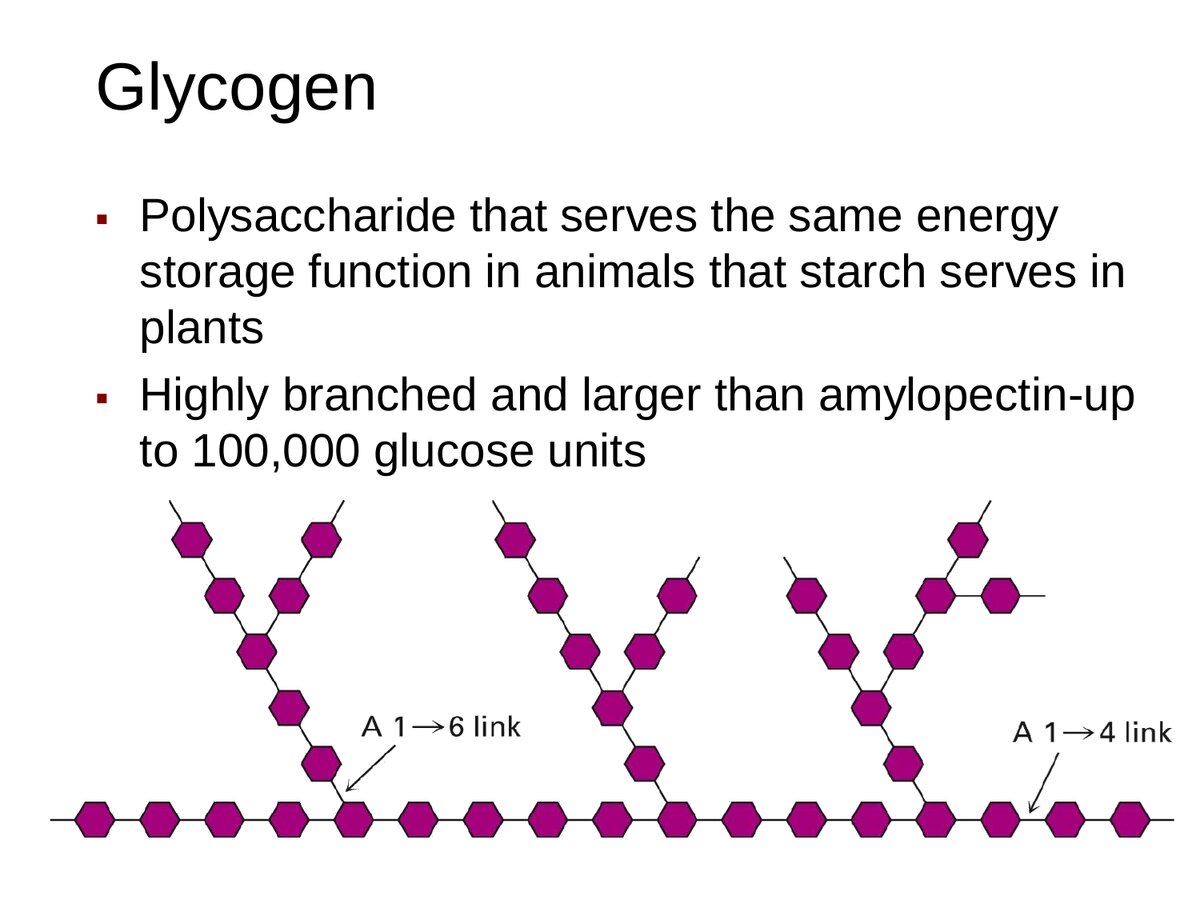 Glycogen
▪ Polysaccharide that serves the same energy
storage function in animals that starch serves in
plants
▪ Highly branched and larger than amylopectin-up
to 100,000 glucose units
A 1→6 link
A 1→4 link